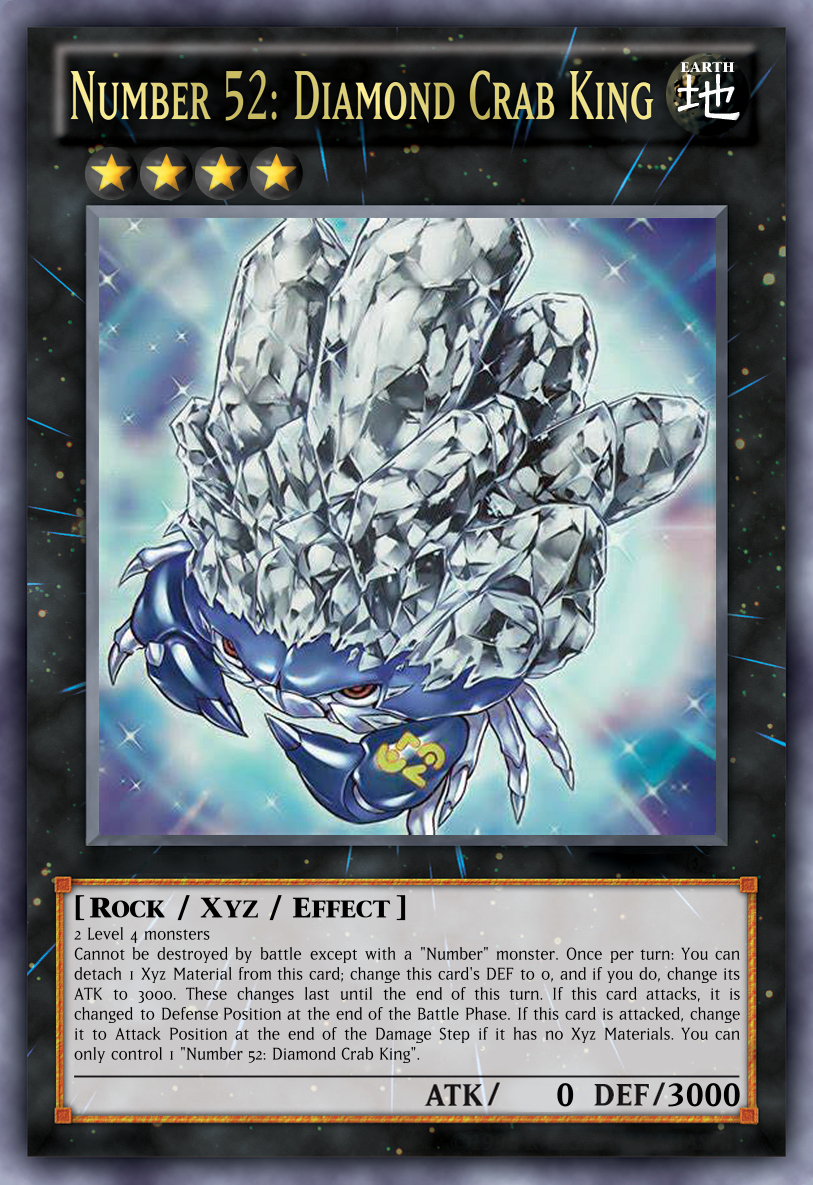 Number 52: Diamond Crab King
EARTH
地
[ Rock / Xyz / Effect ]
2 Level 4 monsters
Cannot be destroyed by battle except with a "Number" monster. Once per turn: You can
detach 1 Xyz Material from this card; change this card's DEF to 0, and if you do, change its
ATK to 3000. These changes last until the end of this turn. If this card attacks, it is
changed to Defense Position at the end of the Battle Phase. If this card is attacked, change
it to Attack Position at the end of the Damage Step if it has no Xyz Materials. You can
only control 1 "Number 52: Diamond Crab King".
ATK/ 0 DEF/3000